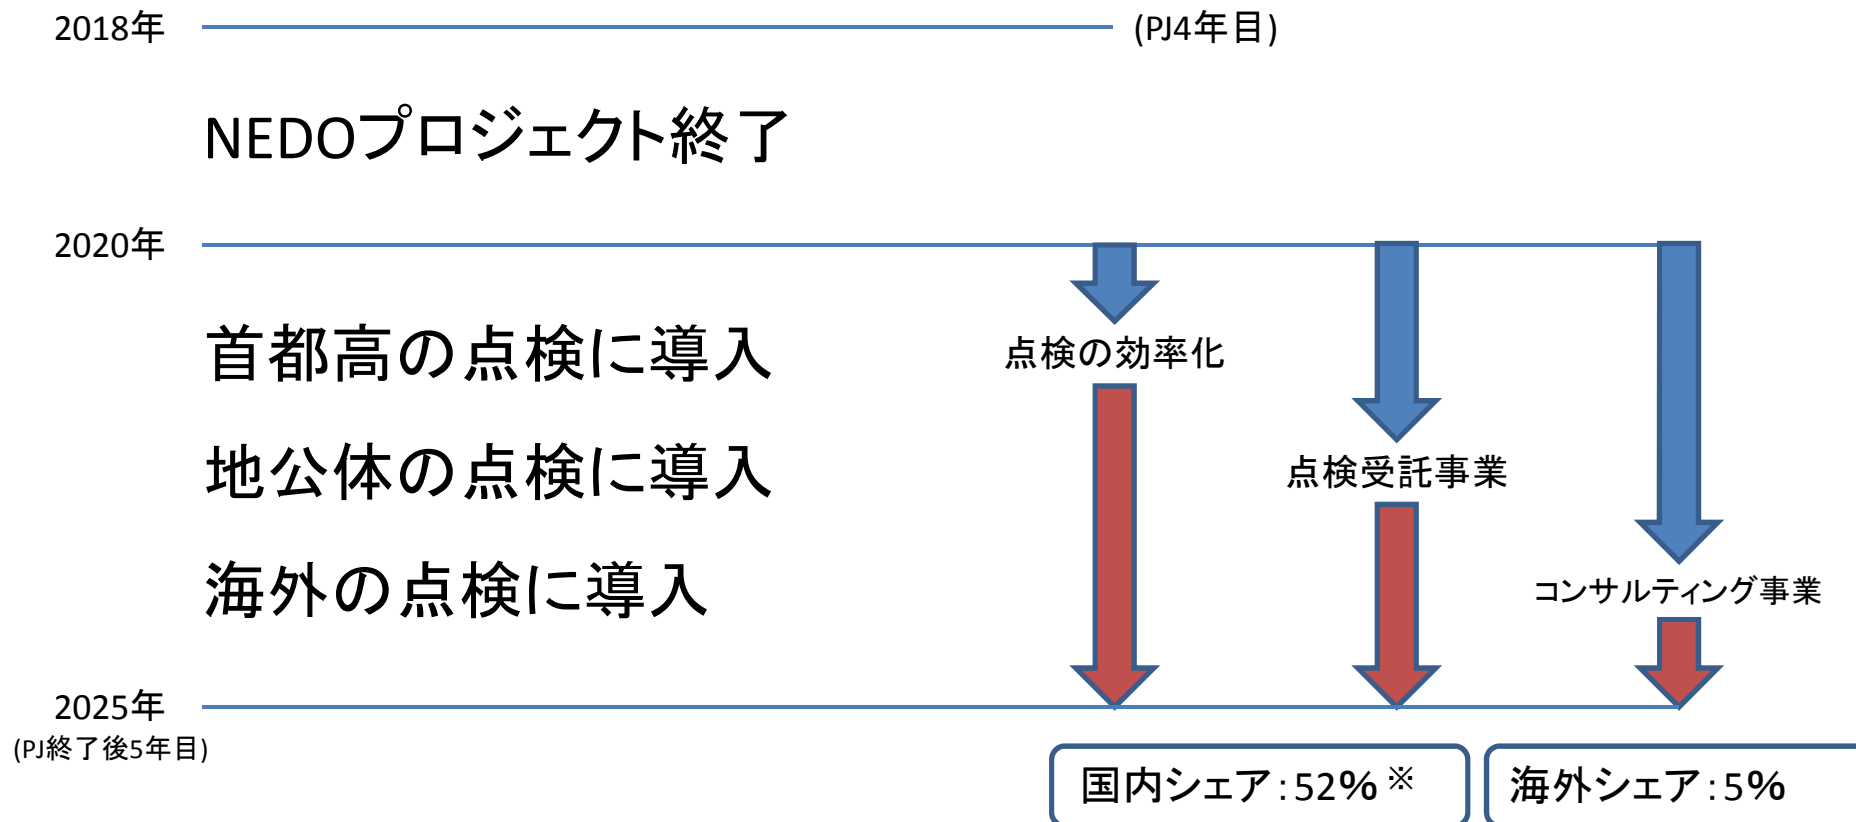 2018年 (PJ4年目)
NEDOプロジェクト終了
2020年
首都高の点検に導入 点検の効率化
地公体の点検に導入 点検受託事業
海外の点検に導入 コンサルティング事業
2025年
(PJ終了後5年目)
国内シェア:52%※ 海外シェア:5%